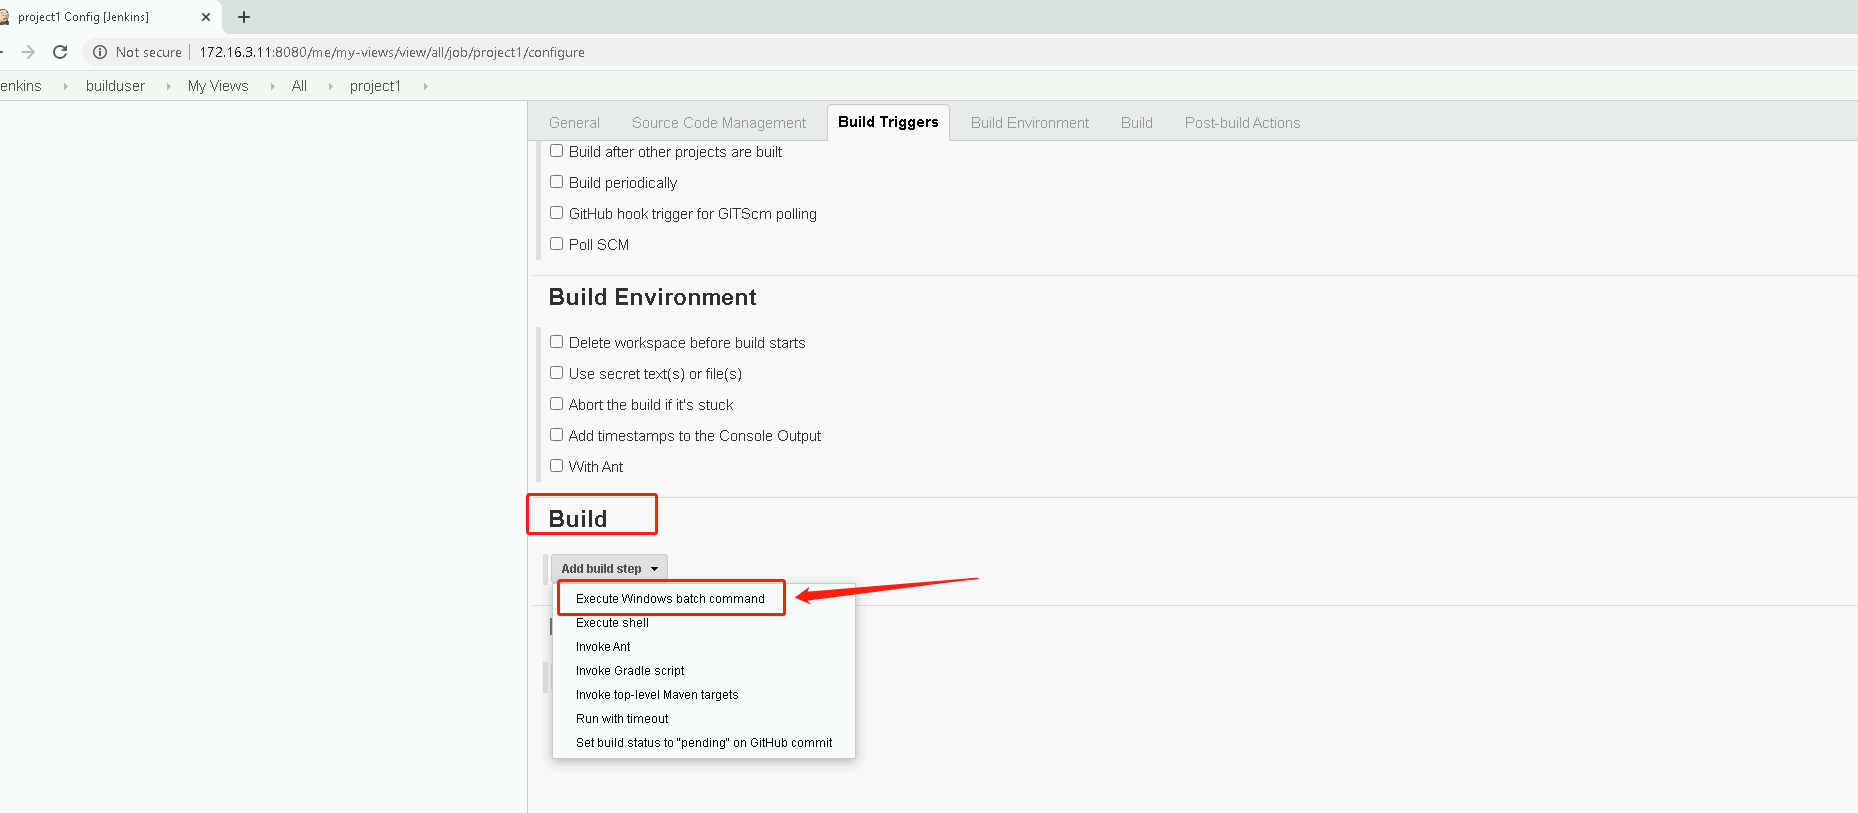 project1 Config [Jenkins]
Not secure 172.16.3.11:8080/me/my-views/view/all/job/project1/configure
enkins builduser My Views All project1
General Source Code Management Build Triggers Build Environment Build Post-build Actions
Build after other projects are built
Build periodically
GitHub hook trigger for GITScm polling
Poll SCM
Build Environment
Delete workspace before build starts
Use secret text(s) or file(s)
Abort the build if it's stuck
Add timestamps to the Console Output
With Ant
Build
Add build step
Execute Windows batch command
Execute shell
Invoke Ant
Invoke Gradle script
Invoke top-level Maven targets
Run with timeout
Set build status to "pending" on GitHub commit